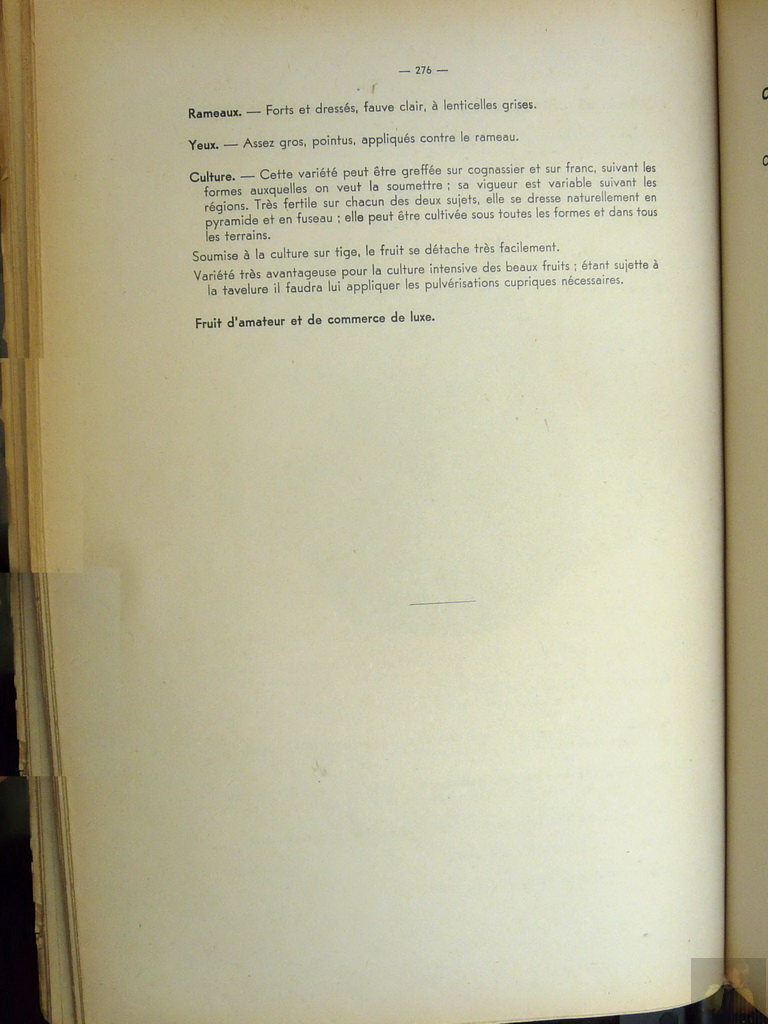 — 276 —
Rameaux. — Forts et dressés, fauve clair, à lenticelles grises.
Yeux. — Assez gros, pointus, appliqués contre le rameau.
Culture. — Cette variété peut être greffée sur cognassier et sur franc, suivant les
formes auxquelles on veut la soumettre ; sa vigueur est variable suivant les
régions. Très fertile sur chacun des deux sujets, elle se dresse naturellement en
pyramide et en fuseau ; elle peut être cultivée sous toutes les formes et dans tous
les terrains.
Soumise à la culture sur tige, le fruit se détache très facilement.
Variété très avantageuse pour la culture intensive des beaux fruits ; étant sujette à
la tavelure il faudra lui appliquer les pulvérisations cupriques nécessaires.
Fruit d'amateur et de commerce de luxe.